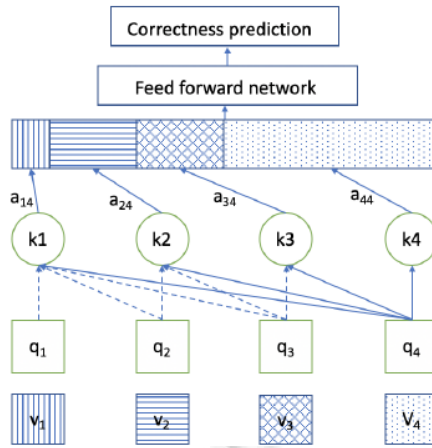 Correctness prediction
Feed forward network
a14 a24 a34 a44
k1 k2 k3 k4
q1 q2 q3 q4
v1 v2 v3 V4